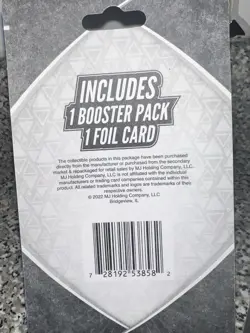 INCLUDES
1 BOOSTER PACK
1 FOIL CARD
The collectible products in this package have been purchased
directly from the manufacturer or purchased from the secondary
market & repackaged for retail sales by MJ Holding Company, LLC.
MJ Holding Company, LLC is not affiliated with the individual
manufacturers or trading card companies contained within this
product. All related trademarks and logos are trademarks of their
respective owners.
© 2022 MJ Holding Company, LLC
Bridgeview, IL
7 28192 53858 2